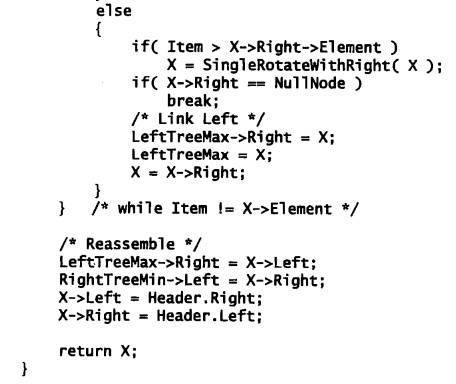 else
{
if( Item > X->Right->Element )
X = SingleRotateWithRight( X );
if( X->Right == NullNode )
break;
/* Link Left */
LeftTreeMax->Right = X;
LeftTreeMax = X;
X = X->Right;
}
} /* while Item != X->Element */
/* Reassemble */
LeftTreeMax->Right = X->Left;
RightTreeMin->Left = X->Right;
X->Left = Header.Right;
X->Right = Header.Left;
return X;
}